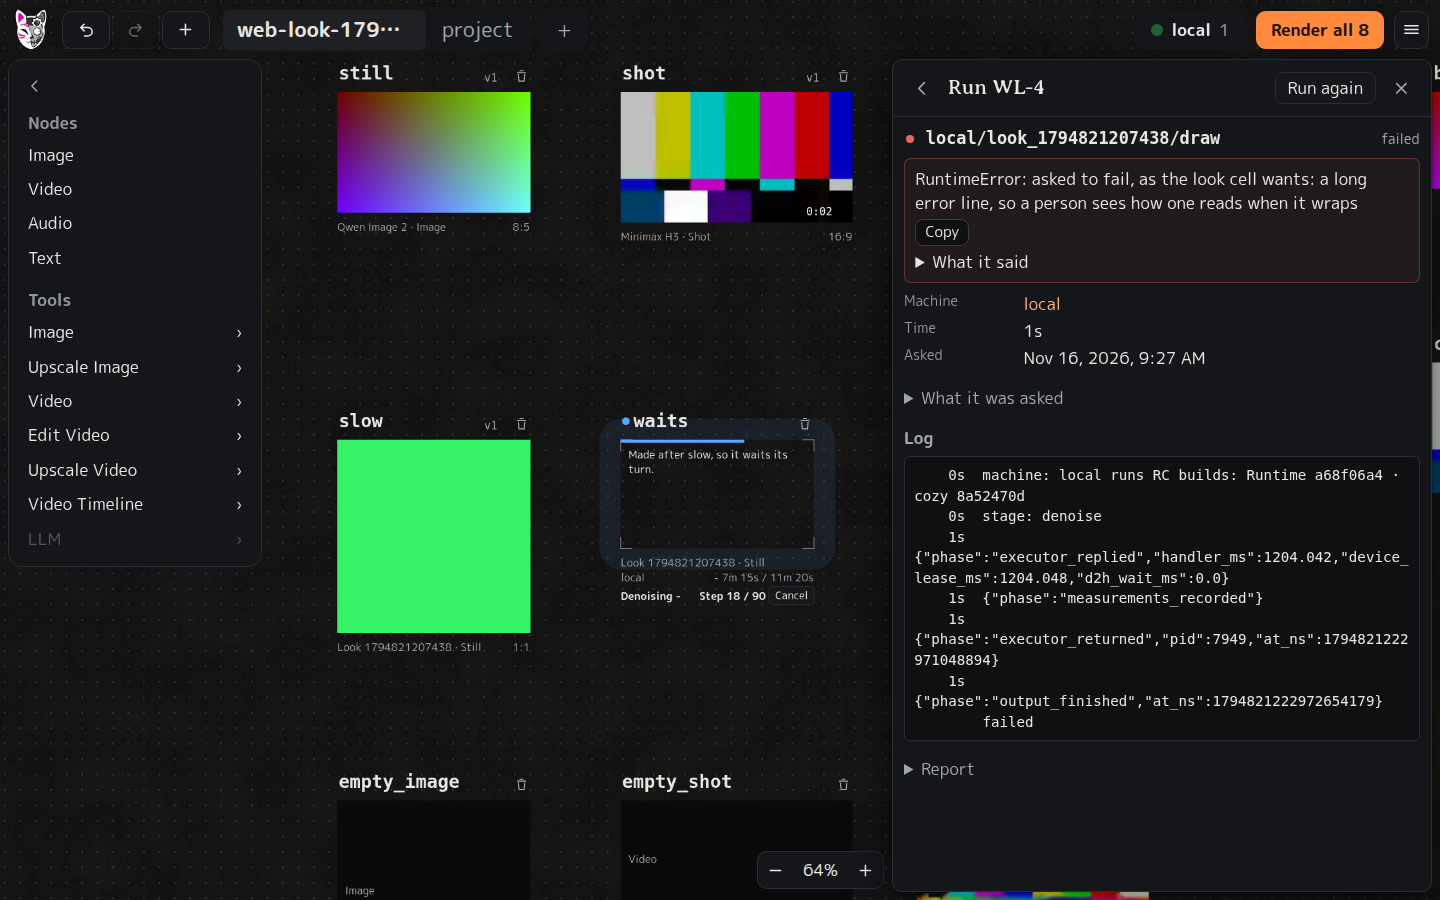 web-look-179···
project
local 1
Render all 8
Nodes
Image
Video
Audio
Text
Tools
Image
Upscale Image
Video
Edit Video
Upscale Video
Video Timeline
LLM
still
v1
Qwen Image 2 · Image
8:5
shot
v1
0:02
Minimax H3 · Shot
16:9
slow
v1
Look 1794821207438 · Still
1:1
waits
Made after slow, so it waits its
turn.
Look 1794821207438 · Still
local
- 7m 15s / 11m 20s
Denoising -
Step 18 / 90
Cancel
empty_image
Image
empty_shot
Video
64%
Run WL-4
Run again
local/look_1794821207438/draw
failed
RuntimeError: asked to fail, as the look cell wants: a long
error line, so a person sees how one reads when it wraps
Copy
What it said
Machine
local
Time
1s
Asked
Nov 16, 2026, 9:27 AM
What it was asked
Log
0s machine: local runs RC builds: Runtime a68f06a4 ·
cozy 8a52470d
0s stage: denoise
1s
{"phase":"executor_replied","handler_ms":1204.042,"device_
lease_ms":1204.048,"d2h_wait_ms":0.0}
1s {"phase":"measurements_recorded"}
1s
{"phase":"executor_returned","pid":7949,"at_ns":1794821222
971048894}
1s
{"phase":"output_finished","at_ns":1794821222972654179}
failed
Report